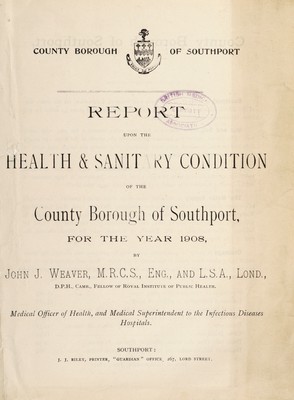 COUNTY BOROUGH OF SOUTHPORT
REPORT
UPON THE
HEALTH & SANIT RY CONDITION
OF THE
County Borough of Southport,
FOR THE YEAR 1908,
BY
JOHN J. WEAVER, M.R.C.S., ENG., AND L.S.A., LOND.,
D.P.H., CAMB., FELLOW OF ROYAL INSTITUTE OF PUBLIC HEALTH.
Medical Officer of Health, and Medical Superintendent to the Infectious Diseases
Hospitals.
SOUTHPORT:
J. J. RILEY, PRINTER, "GUARDIAN" OFFICE, 267, LORD STREET.